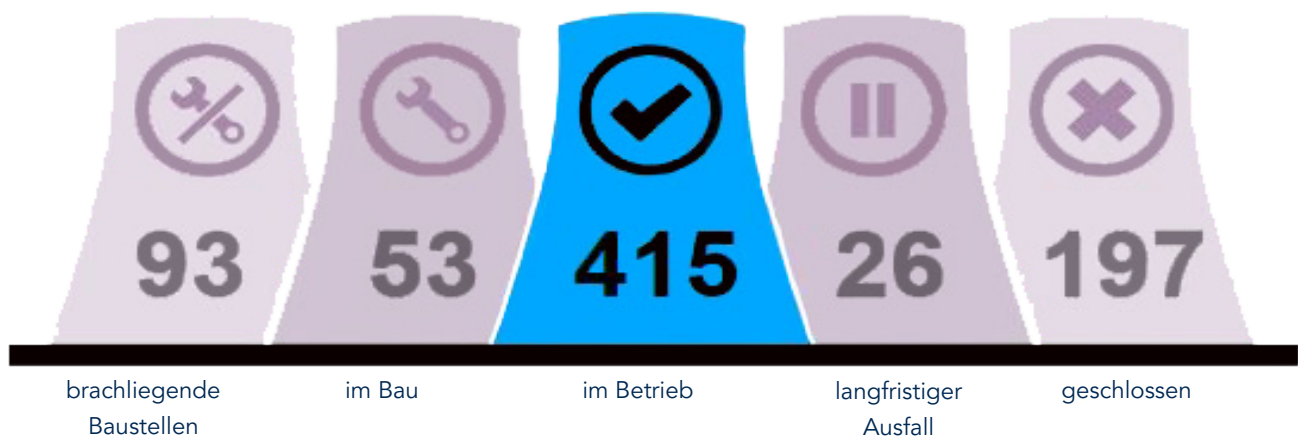 93 53 415 26 197
brachliegende Baustellen
im Bau
im Betrieb
langfristiger Ausfall
geschlossen